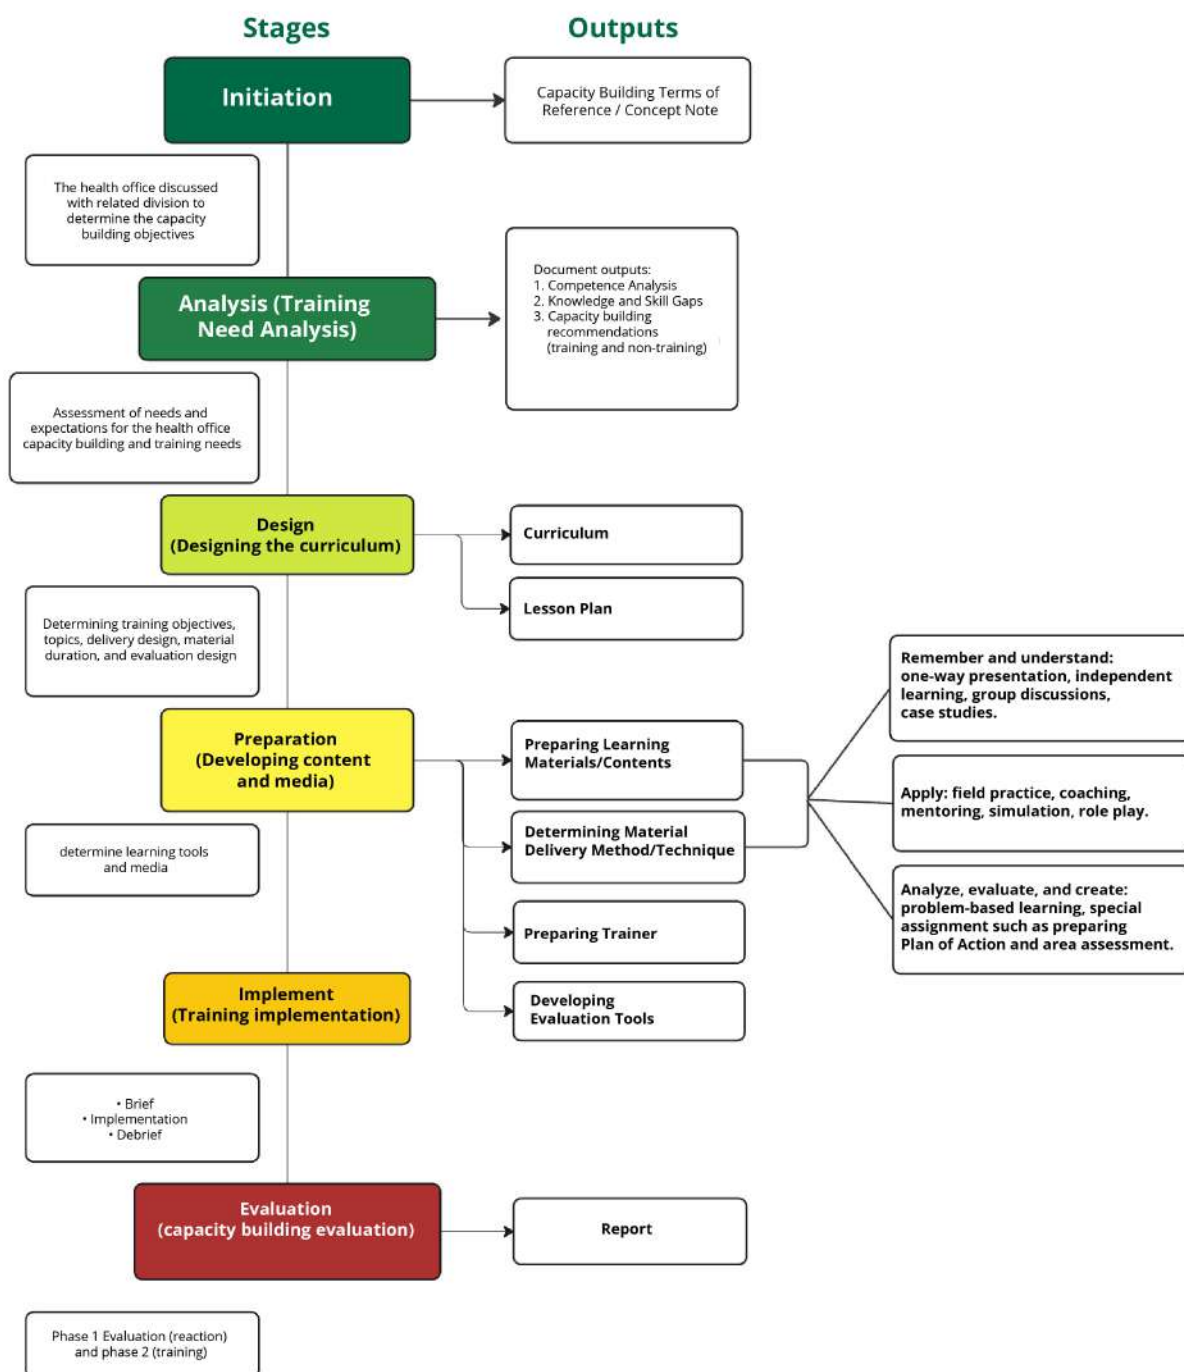 Stages
Outputs
Initiation
Capacity Building Terms of
Reference / Concept Note
The health office discussed
with related division to
determine the capacity
building objectives
Analysis (Training
Need Analysis)
Document outputs:
1. Competence Analysis
2. Knowledge and Skill Gaps
3. Capacity building
recommendations
(training and non-training)
Assessment of needs and
expectations for the health office
capacity building and training needs
Design
(Designing the curriculum)
Curriculum
Lesson Plan
Determining training objectives,
topics, delivery design, material
duration, and evaluation design
Preparation
(Developing content
and media)
Preparing Learning
Materials/Contents
Determining Material
Delivery Method/Technique
Preparing Trainer
Developing
Evaluation Tools
Remember and understand:
one-way presentation, independent
learning, group discussions,
case studies.
Apply: field practice, coaching,
mentoring, simulation, role play.
Analyze, evaluate, and create:
problem-based learning, special
assignment such as preparing
Plan of Action and area assessment.
determine learning tools
and media
Implement
(Training implementation)
• Brief
• Implementation
• Debrief
Evaluation
(capacity building evaluation)
Report
Phase 1 Evaluation (reaction)
and phase 2 (training)